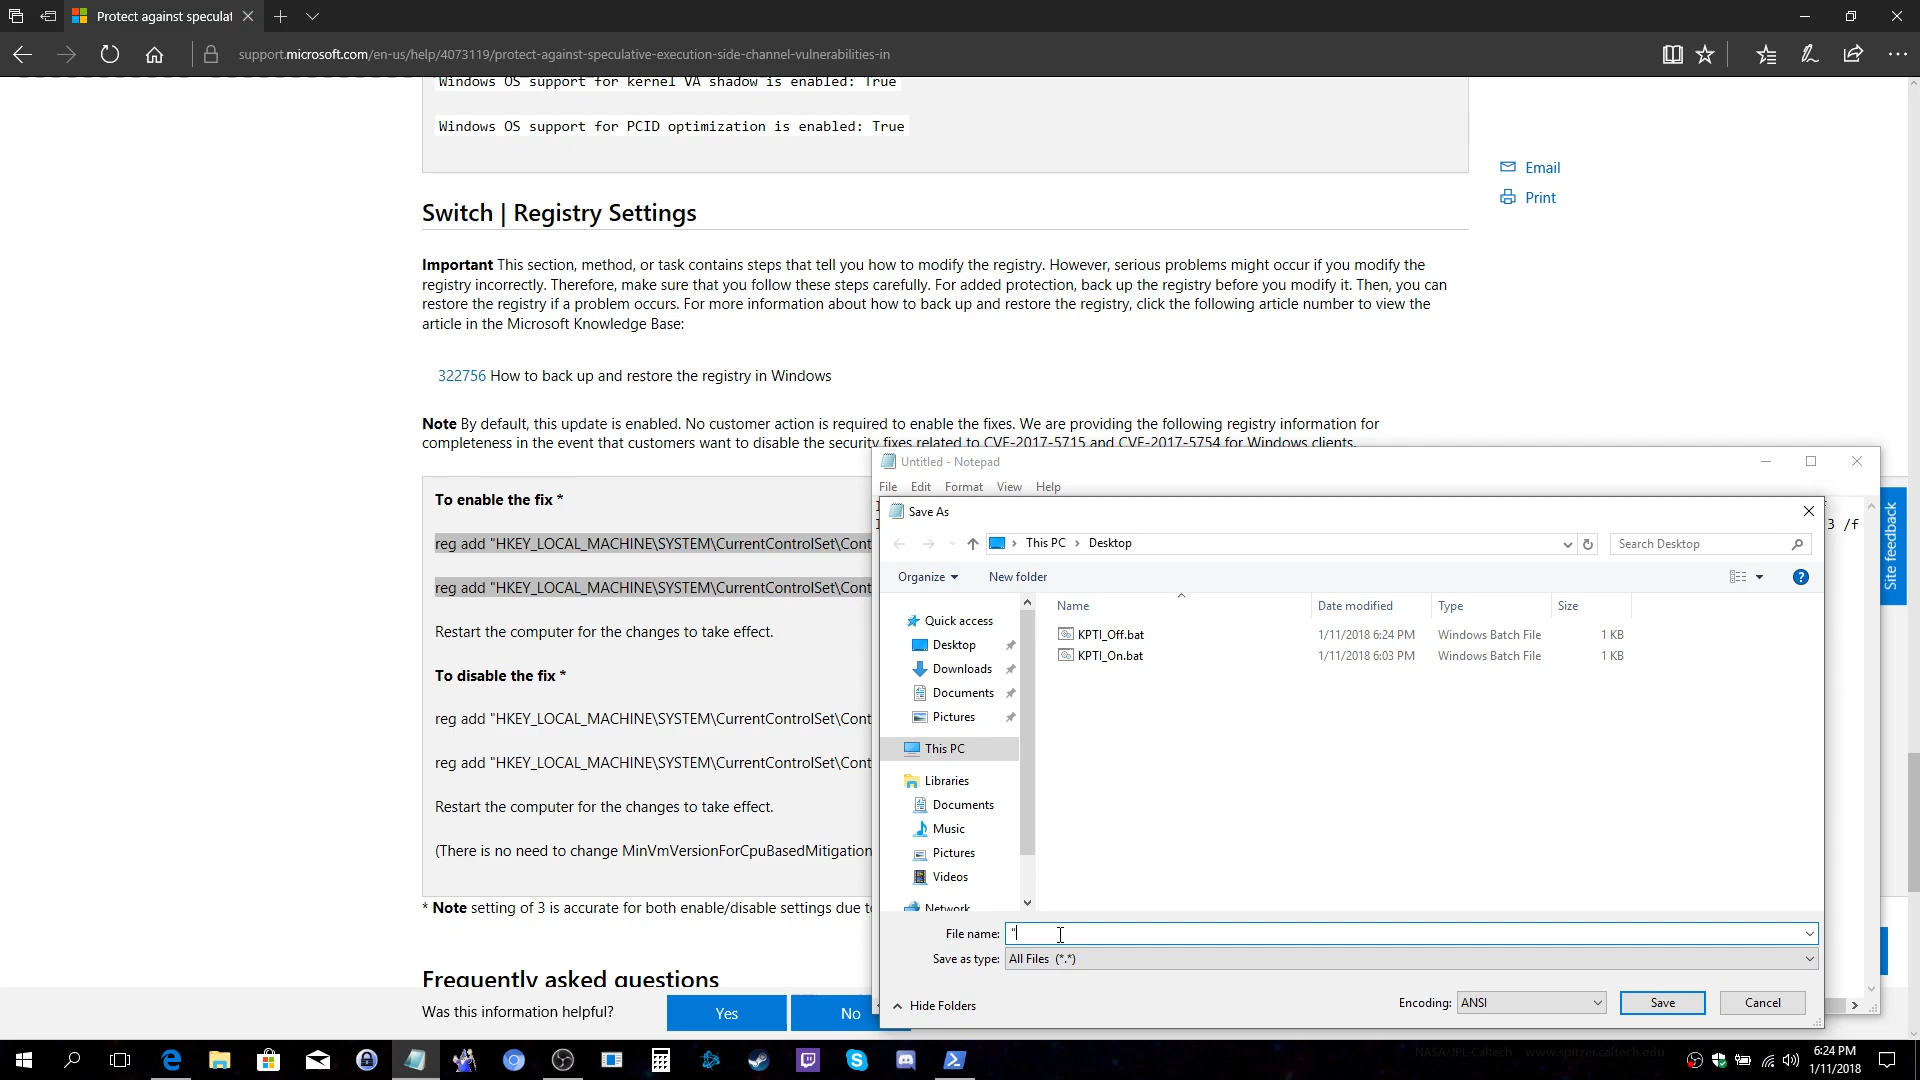 Protect against speculat
support.microsoft.com/en-us/help/4073119/protect-against-speculative-execution-side-channel-vulnerabilities-in
Windows OS support for kernel VA shadow is enabled: True
Windows OS support for PCID optimization is enabled: True
Email
Print
Switch | Registry Settings
Important This section, method, or task contains steps that tell you how to modify the registry. However, serious problems might occur if you modify the
registry incorrectly. Therefore, make sure that you follow these steps carefully. For added protection, back up the registry before you modify it. Then, you can
restore the registry if a problem occurs. For more information about how to back up and restore the registry, click the following article number to view the
article in the Microsoft Knowledge Base:
322756 How to back up and restore the registry in Windows
Note By default, this update is enabled. No customer action is required to enable the fixes. We are providing the following registry information for
completeness in the event that customers want to disable the security fixes related to CVE-2017-5715 and CVE-2017-5754 for Windows clients.
To enable the fix *
reg add "HKEY_LOCAL_MACHINE\SYSTEM\CurrentControlSet\Cont
reg add "HKEY_LOCAL_MACHINE\SYSTEM\CurrentControlSet\Cont
Restart the computer for the changes to take effect.
To disable the fix *
reg add "HKEY_LOCAL_MACHINE\SYSTEM\CurrentControlSet\Cont
reg add "HKEY_LOCAL_MACHINE\SYSTEM\CurrentControlSet\Cont
Restart the computer for the changes to take effect.
(There is no need to change MinVmVersionForCpuBasedMitigation
* Note setting of 3 is accurate for both enable/disable settings due to
Frequently asked questions
Was this information helpful?
Yes
No
Site feedback
Untitled - Notepad
File Edit Format View Help
3 /f
Save As
This PC > Desktop
Search Desktop
Organize
New folder
Name Date modified Type Size
KPTI_Off.bat 1/11/2018 6:24 PM Windows Batch File 1 KB
KPTI_On.bat 1/11/2018 6:03 PM Windows Batch File 1 KB
Quick access
Desktop
Downloads
Documents
Pictures
This PC
Libraries
Documents
Music
Pictures
Videos
Network
File name: "
Save as type: All Files (*.*)
Hide Folders
Encoding: ANSI
Save
Cancel
NASA/JPL-Caltech www.spitzer.caltech.edu
6:24 PM
1/11/2018